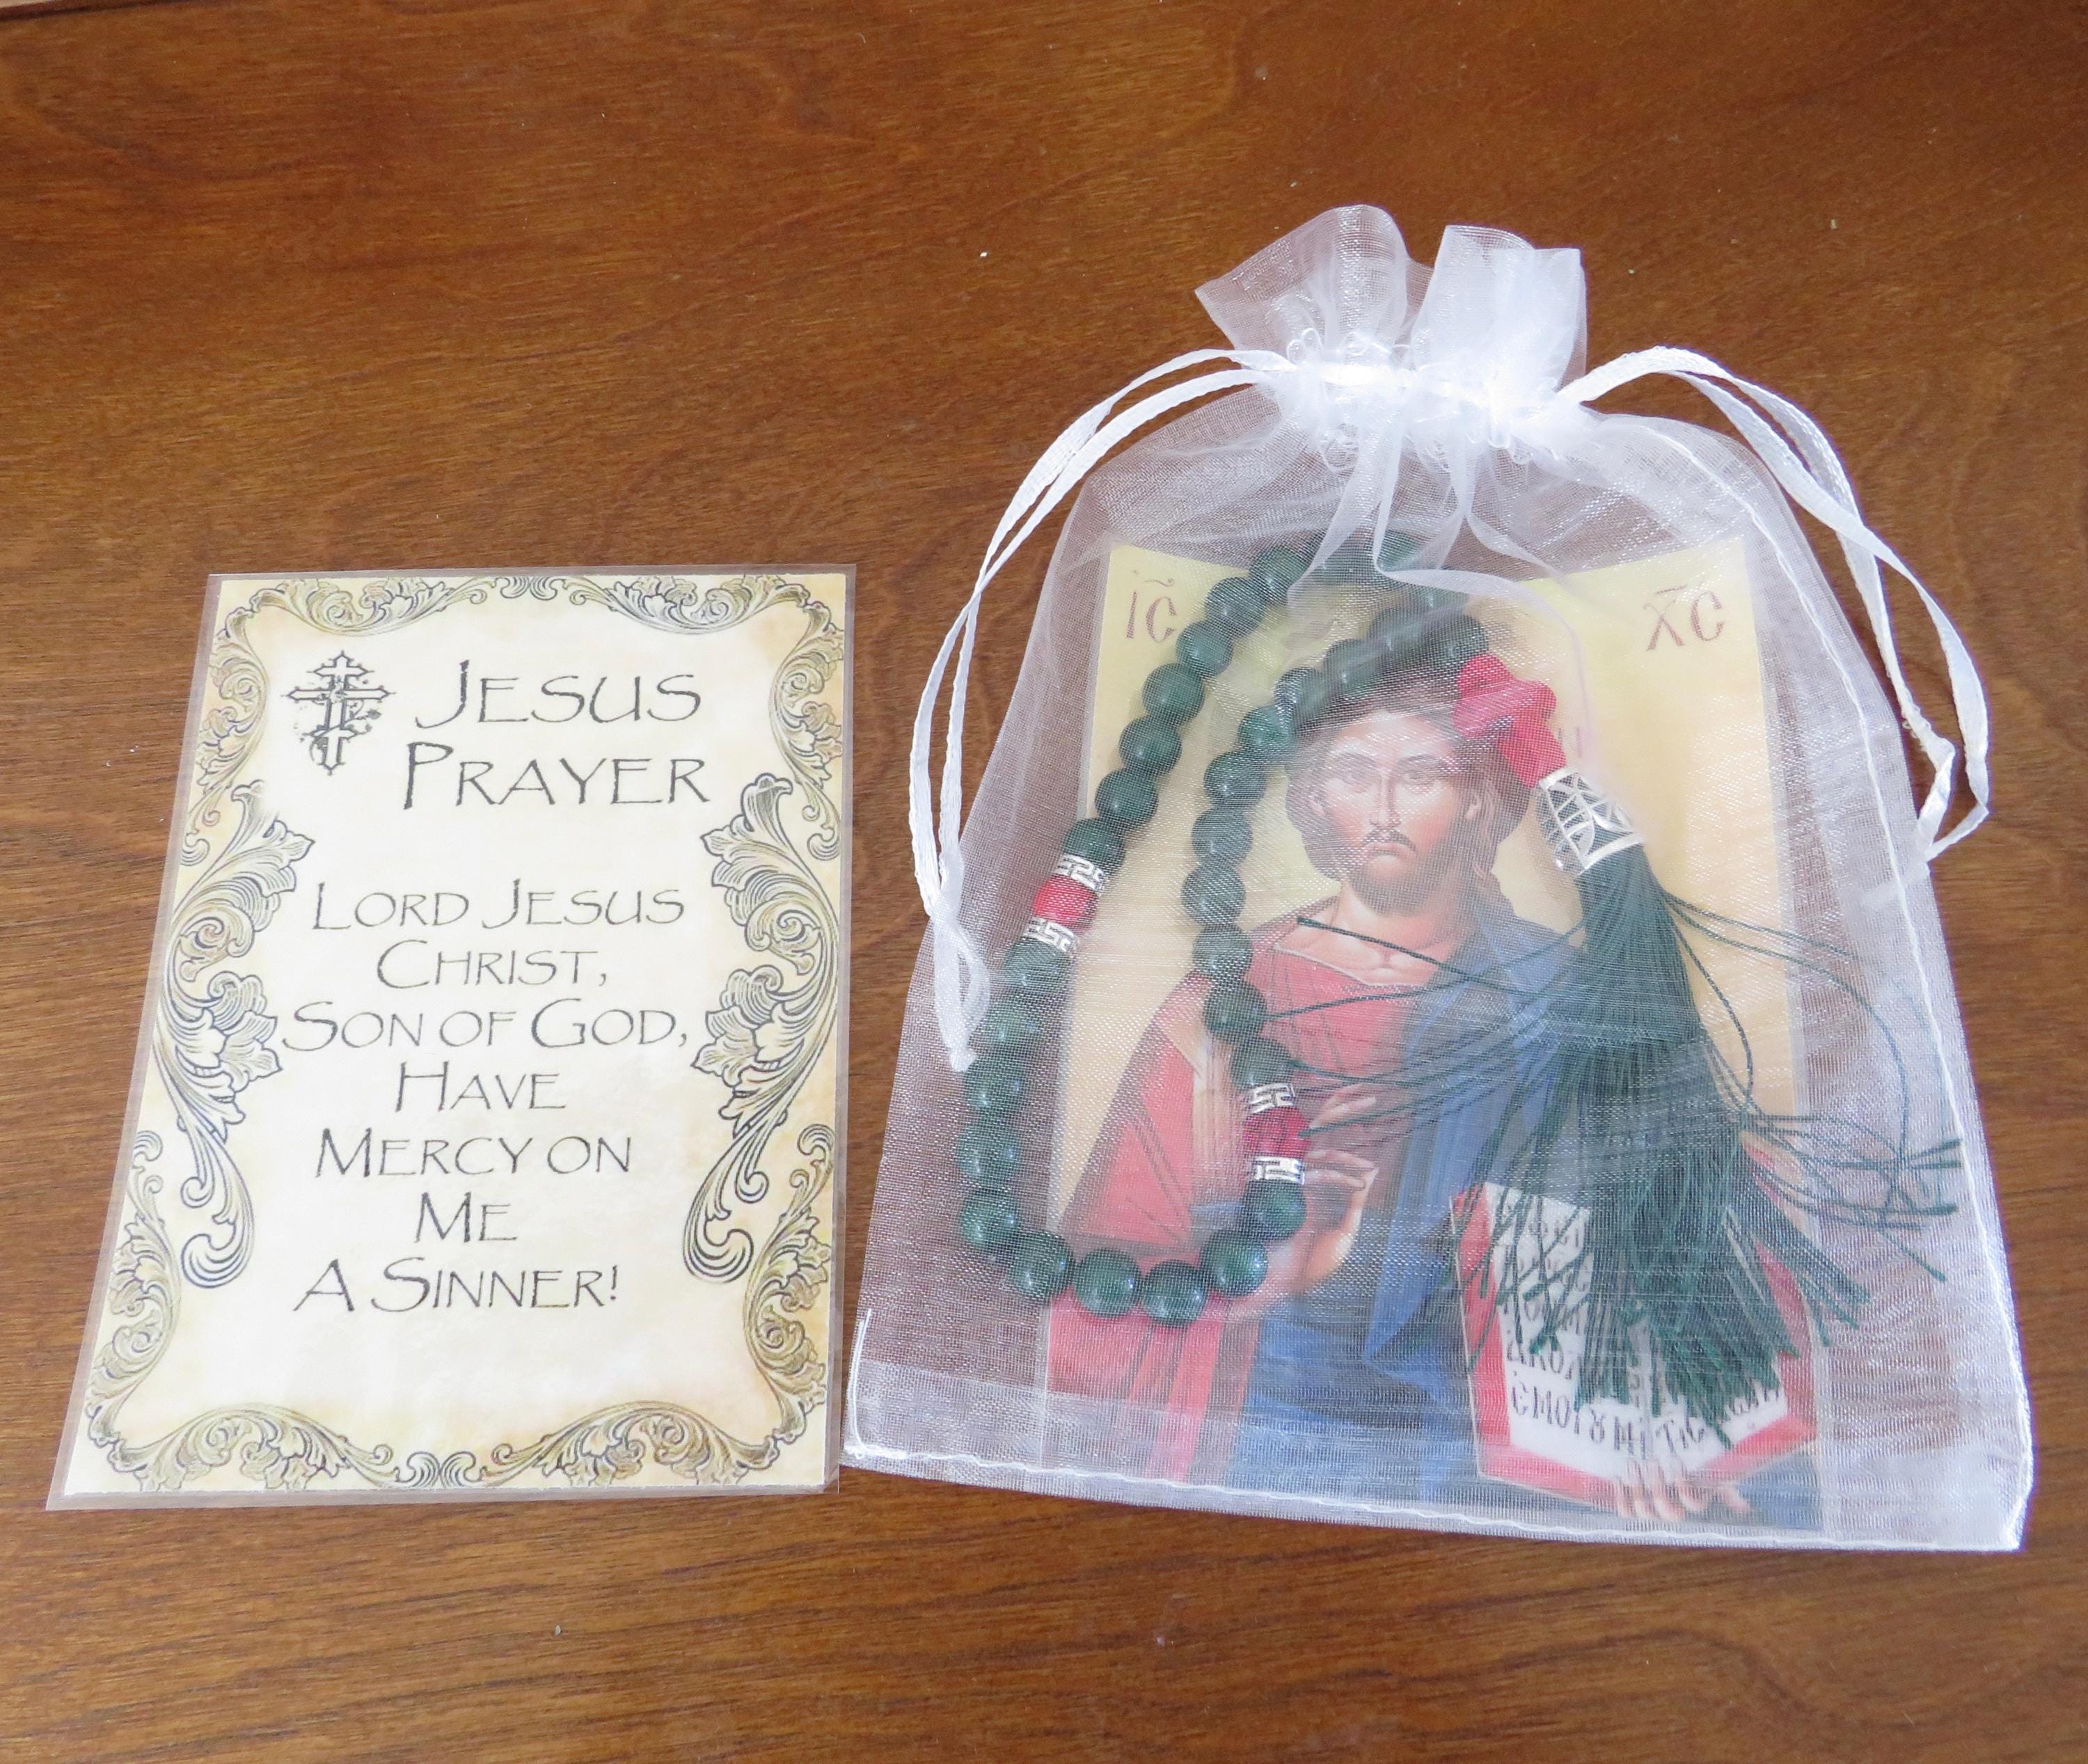 JESUS
PRAYER
LORD JESUS
CHRIST,
SON OF GOD,
HAVE
MERCY ON
ME
A SINNER!
IC
XC